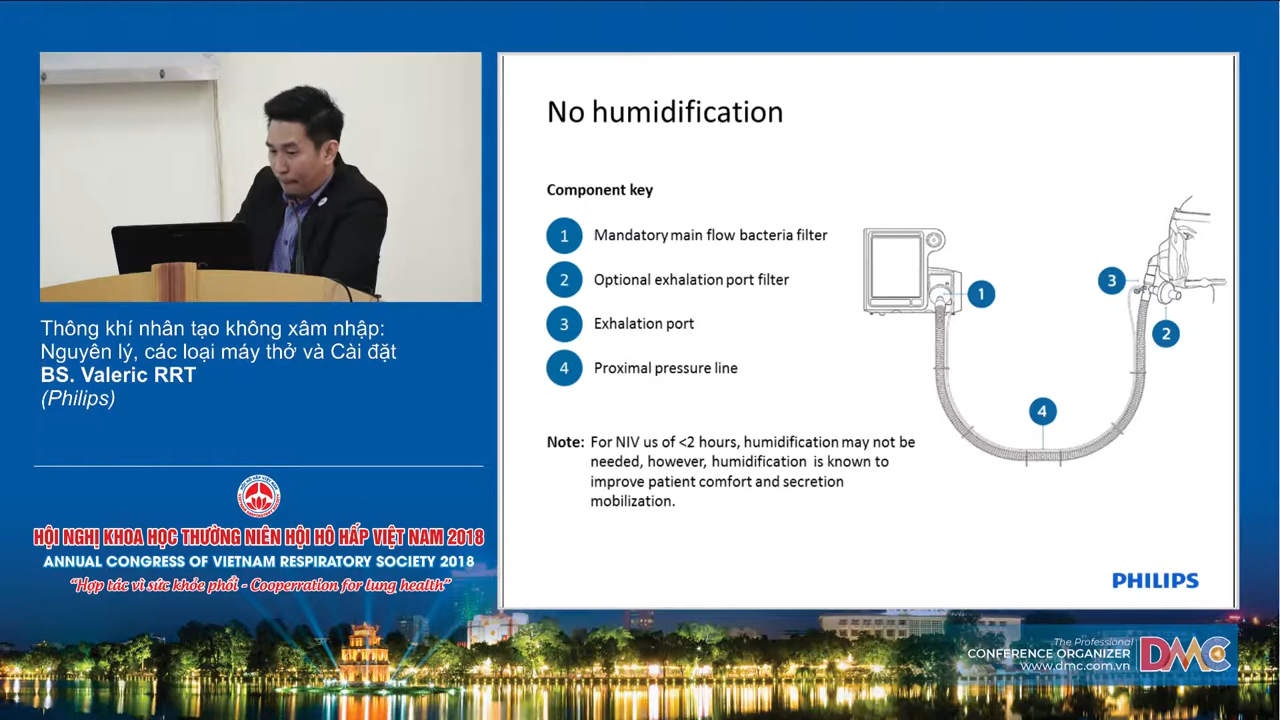 No humidification
Component key
1 Mandatory main flow bacteria filter
2 Optional exhalation port filter
3 Exhalation port
4 Proximal pressure line
1
3
2
4
Note: For NIV us of <2 hours, humidification may not be
needed, however, humidification is known to
improve patient comfort and secretion
mobilization.
PHILIPS
Thông khí nhân tạo không xâm nhập:
Nguyên lý, các loại máy thở và Cài đặt
BS. Valeric RRT
(Philips)
HỘI HÔ HẤP VIỆT NAM
HỘI NGHỊ KHOA HỌC THƯỜNG NIÊN HỘI HÔ HẤP VIỆT NAM 2018
ANNUAL CONGRESS OF VIETNAM RESPIRATORY SOCIETY 2018
“Hợp tác vì sức khỏe phổi - Cooperration for lung health”
The Professional
CONFERENCE ORGANIZER
www.dmc.com.vn
DMC